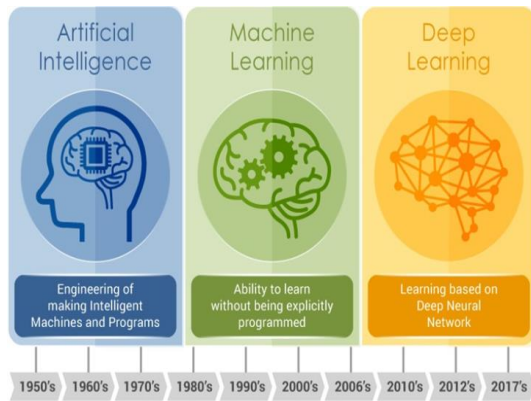 Artificial
Intelligence
Machine
Learning
Deep
Learning
Engineering of
making Intelligent
Machines and Programs
Ability to learn
without being explicitly
programmed
Learning based on
Deep Neural
Network
1950's 1960's 1970's 1980's 1990's 2000's 2006's 2010's 2012's 2017's